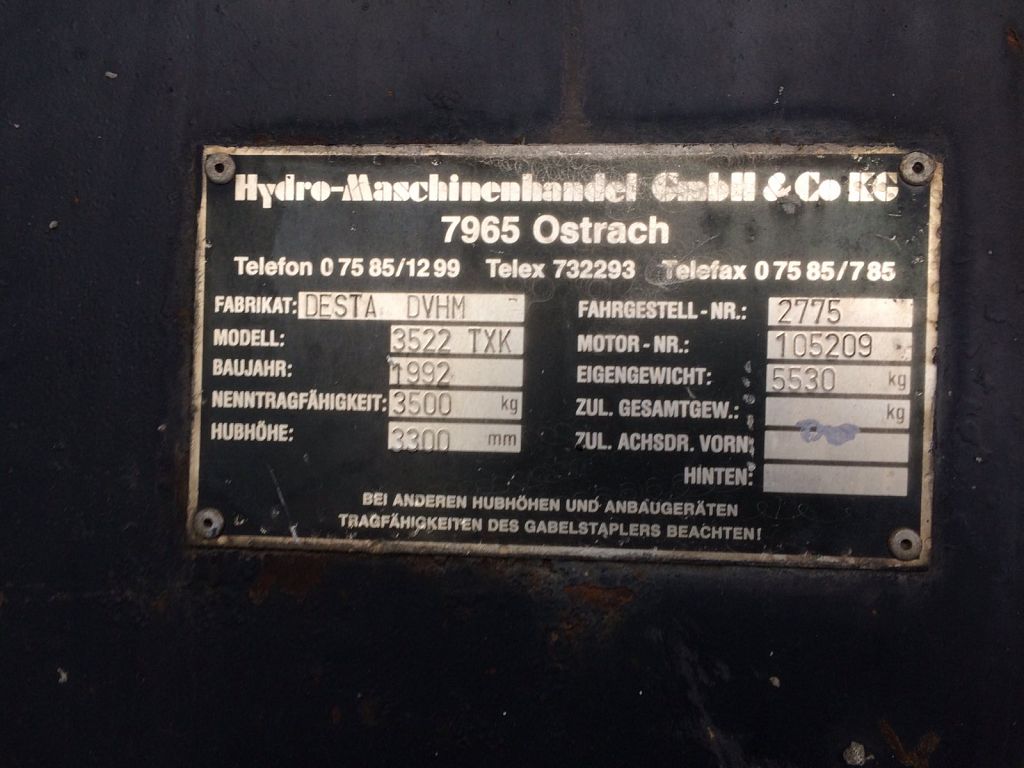 Hydro-Maschinenhandel GmbH & Co KG
7965 Ostrach
Telefon 0 75 85/12 99 Telex 732293 Telefax 0 75 85/7 85
FABRIKAT: DESTA DVHM
MODELL: 3522 TXK
BAUJAHR: 1992
NENNTRAGFÄHIGKEIT: 3500 kg
HUBHÖHE: 3300 mm
FAHRGESTELL-NR.: 2775
MOTOR-NR.: 105209
EIGENGEWICHT: 5530 kg
ZUL. GESAMTGEW.: kg
ZUL. ACHSDR. VORN:
HINTEN:
BEI ANDEREN HUBHÖHEN UND ANBAUGERÄTEN
TRAGFÄHIGKEITEN DES GABELSTAPLERS BEACHTEN!